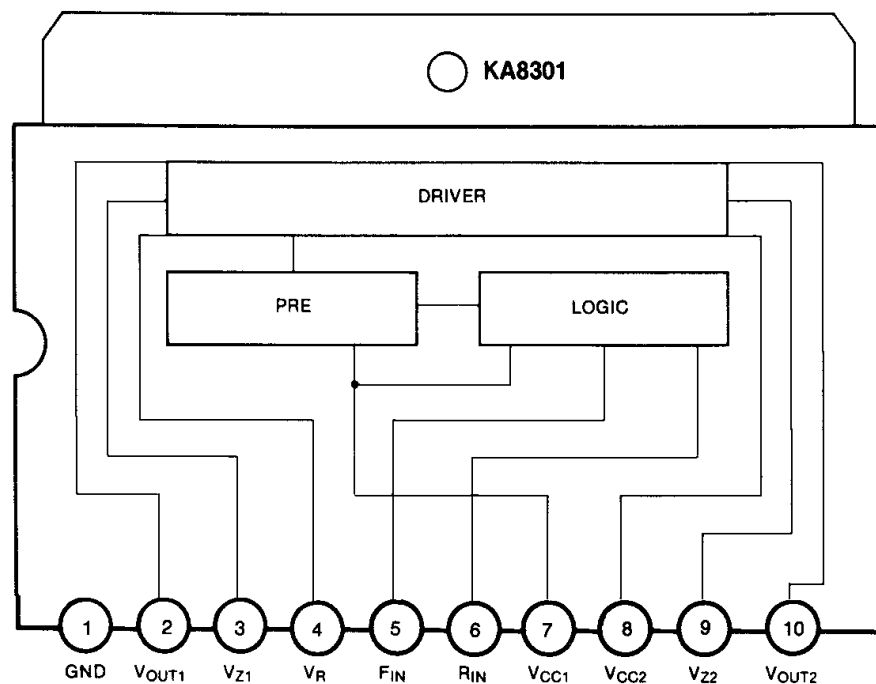 KA8301
DRIVER
PRE LOGIC
1 2 3 4 5 6 7 8 9 10
GND VOUT1 VZ1 VR FIN RIN VCC1 VCC2 VZ2 VOUT2